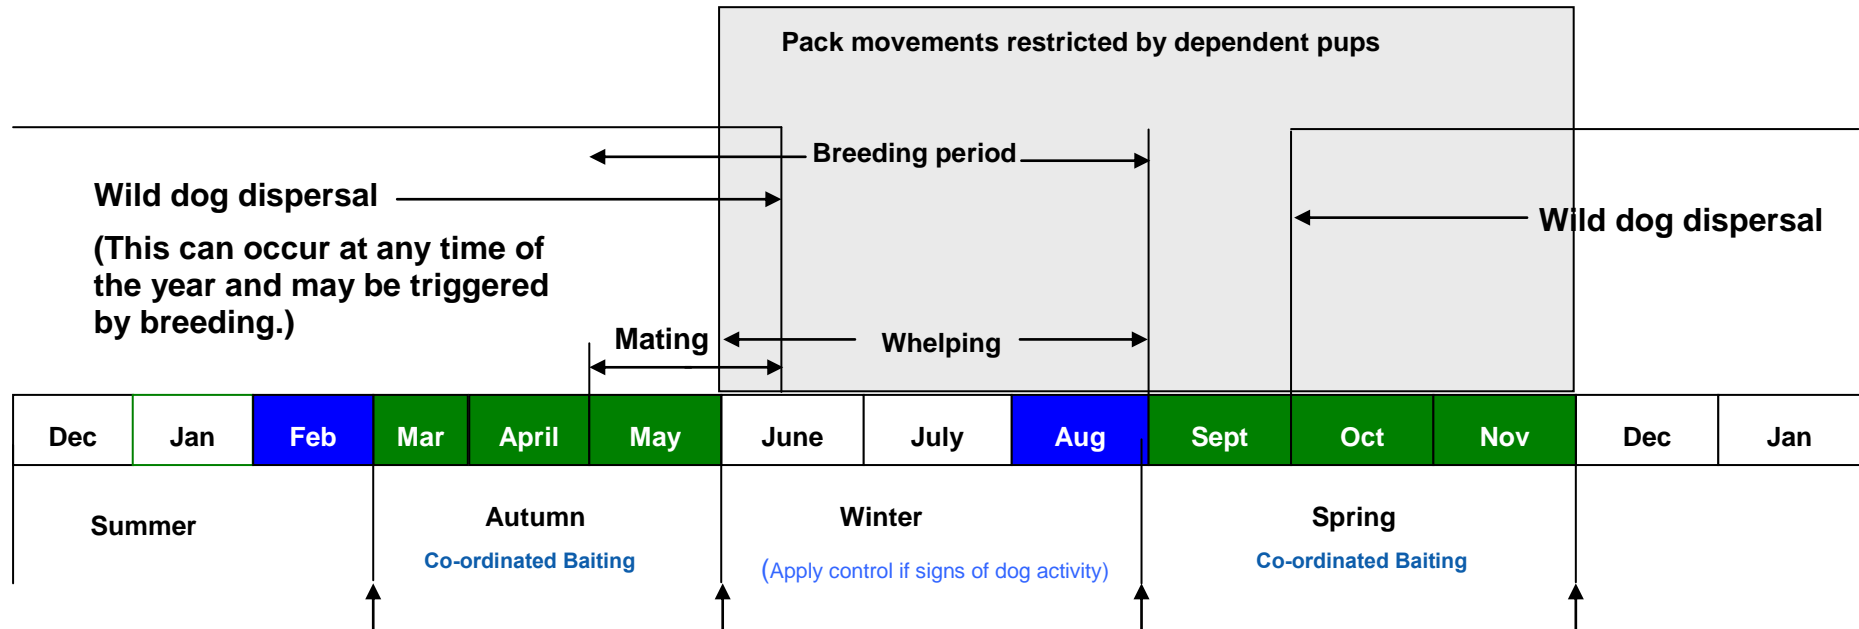 Pack movements restricted by dependent pups
Breeding period
Wild dog dispersal
Wild dog dispersal
(This can occur at any time of
the year and may be triggered
by breeding.)
Mating
Whelping
Dec Jan Feb Mar April May June July Aug Sept Oct Nov Dec Jan
Summer Autumn Winter Spring
Co-ordinated Baiting (Apply control if signs of dog activity) Co-ordinated Baiting